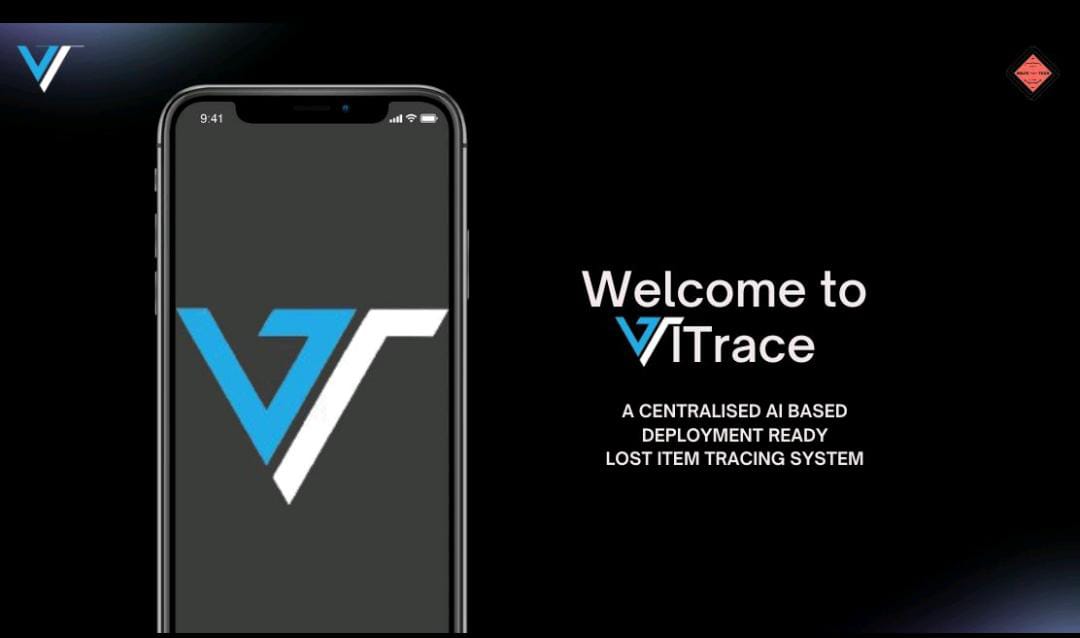 9:41
Welcome to
VITrace
A CENTRALISED AI BASED
DEPLOYMENT READY
LOST ITEM TRACING SYSTEM